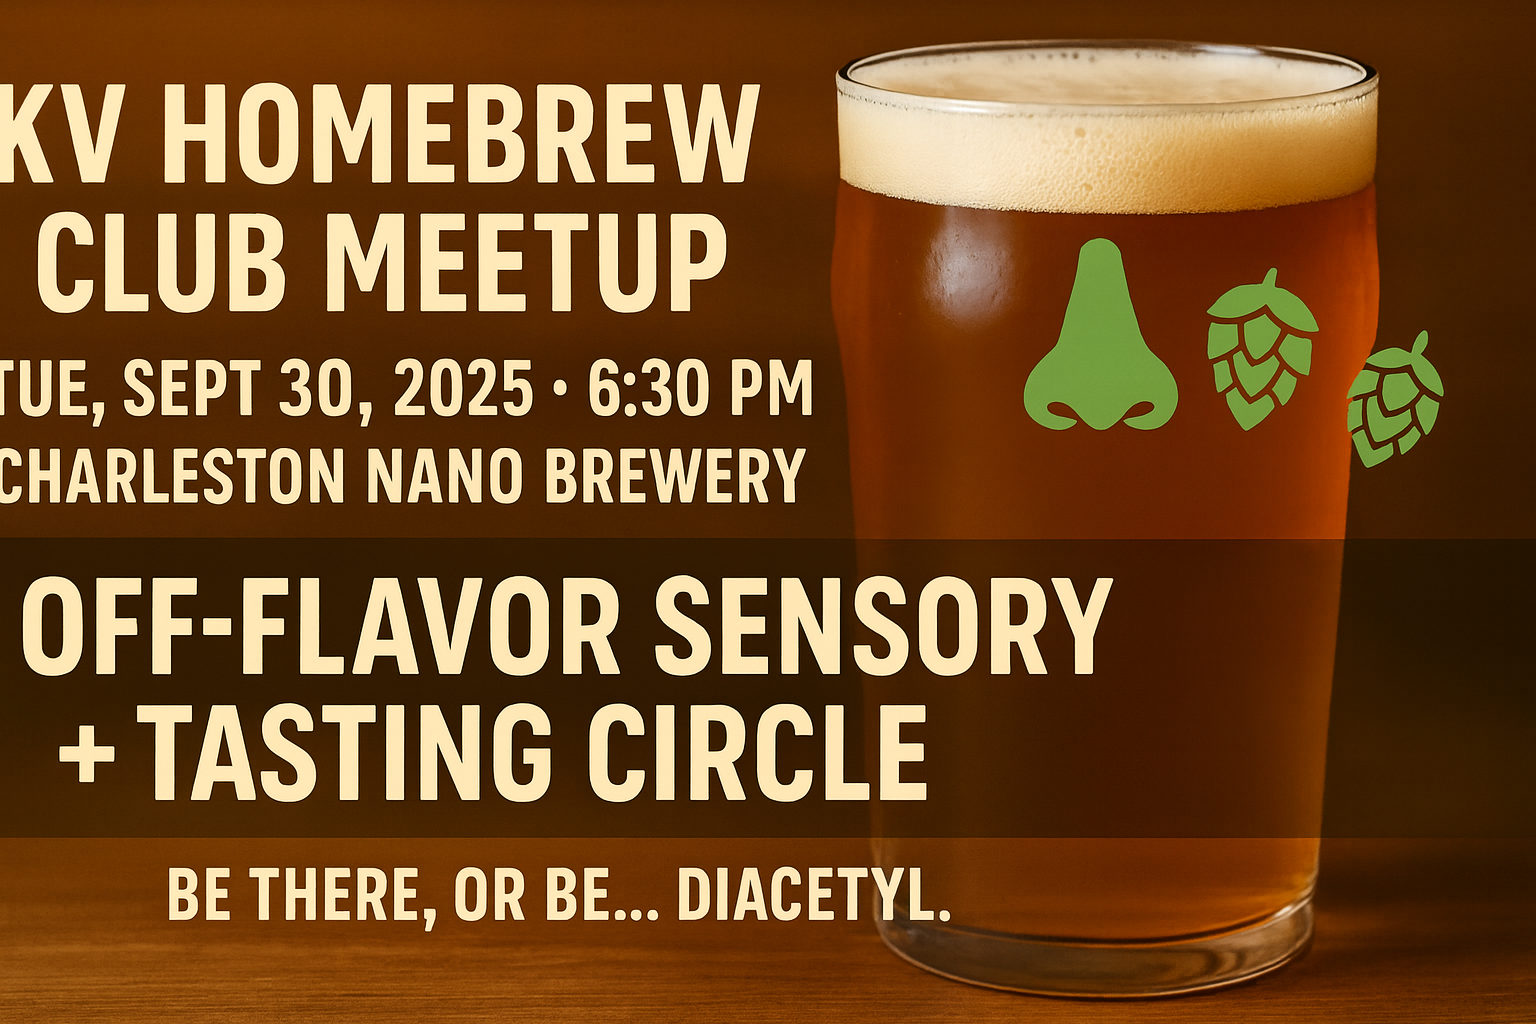 KV HOMEBREW
CLUB MEETUP
TUE, SEPT 30, 2025 • 6:30 PM
CHARLESTON NANO BREWERY
OFF-FLAVOR SENSORY
+ TASTING CIRCLE
BE THERE, OR BE... DIACETYL.